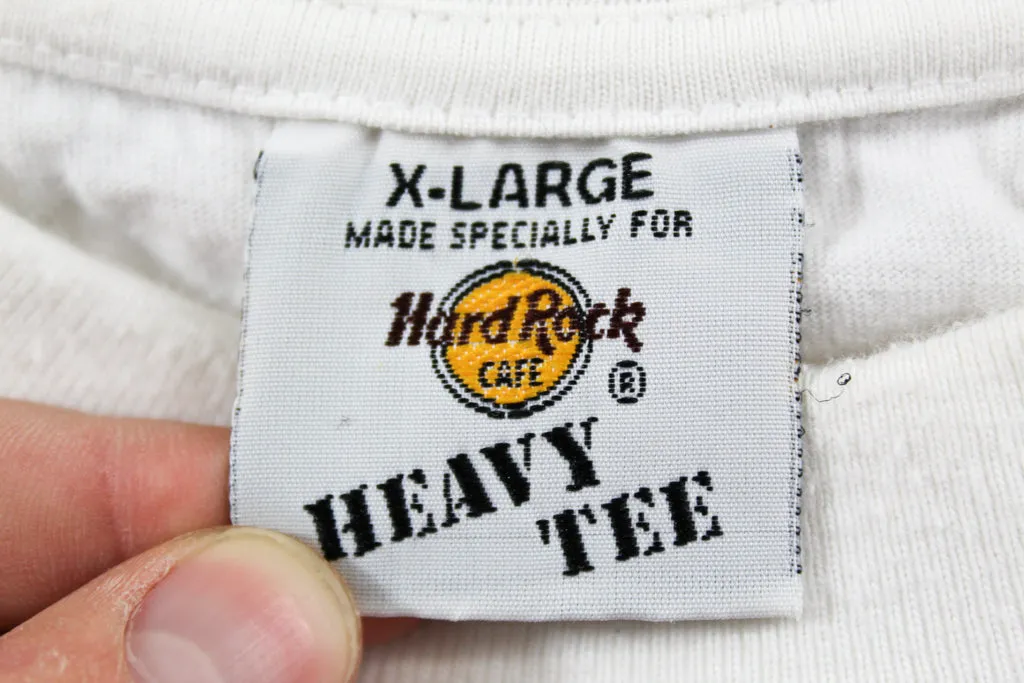 X-LARGE
MADE SPECIALLY FOR
Hard Rock
CAFE
®
HEAVY
TEE